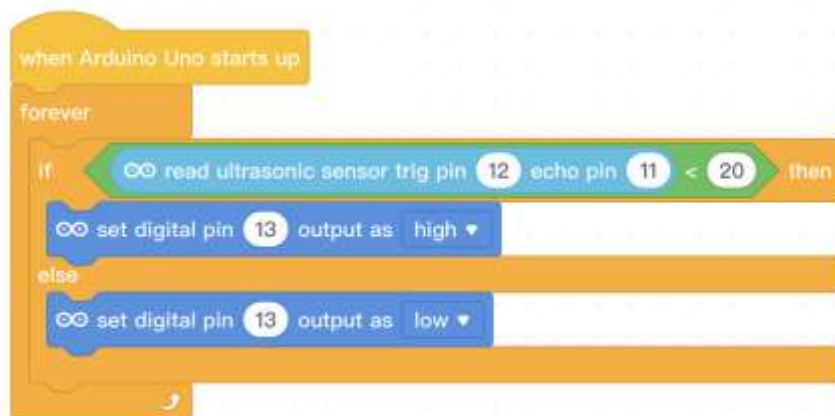 when Arduino Uno starts up
forever
if read ultrasonic sensor trig pin 12 echo pin 11 < 20 then
set digital pin 13 output as high
else
set digital pin 13 output as low